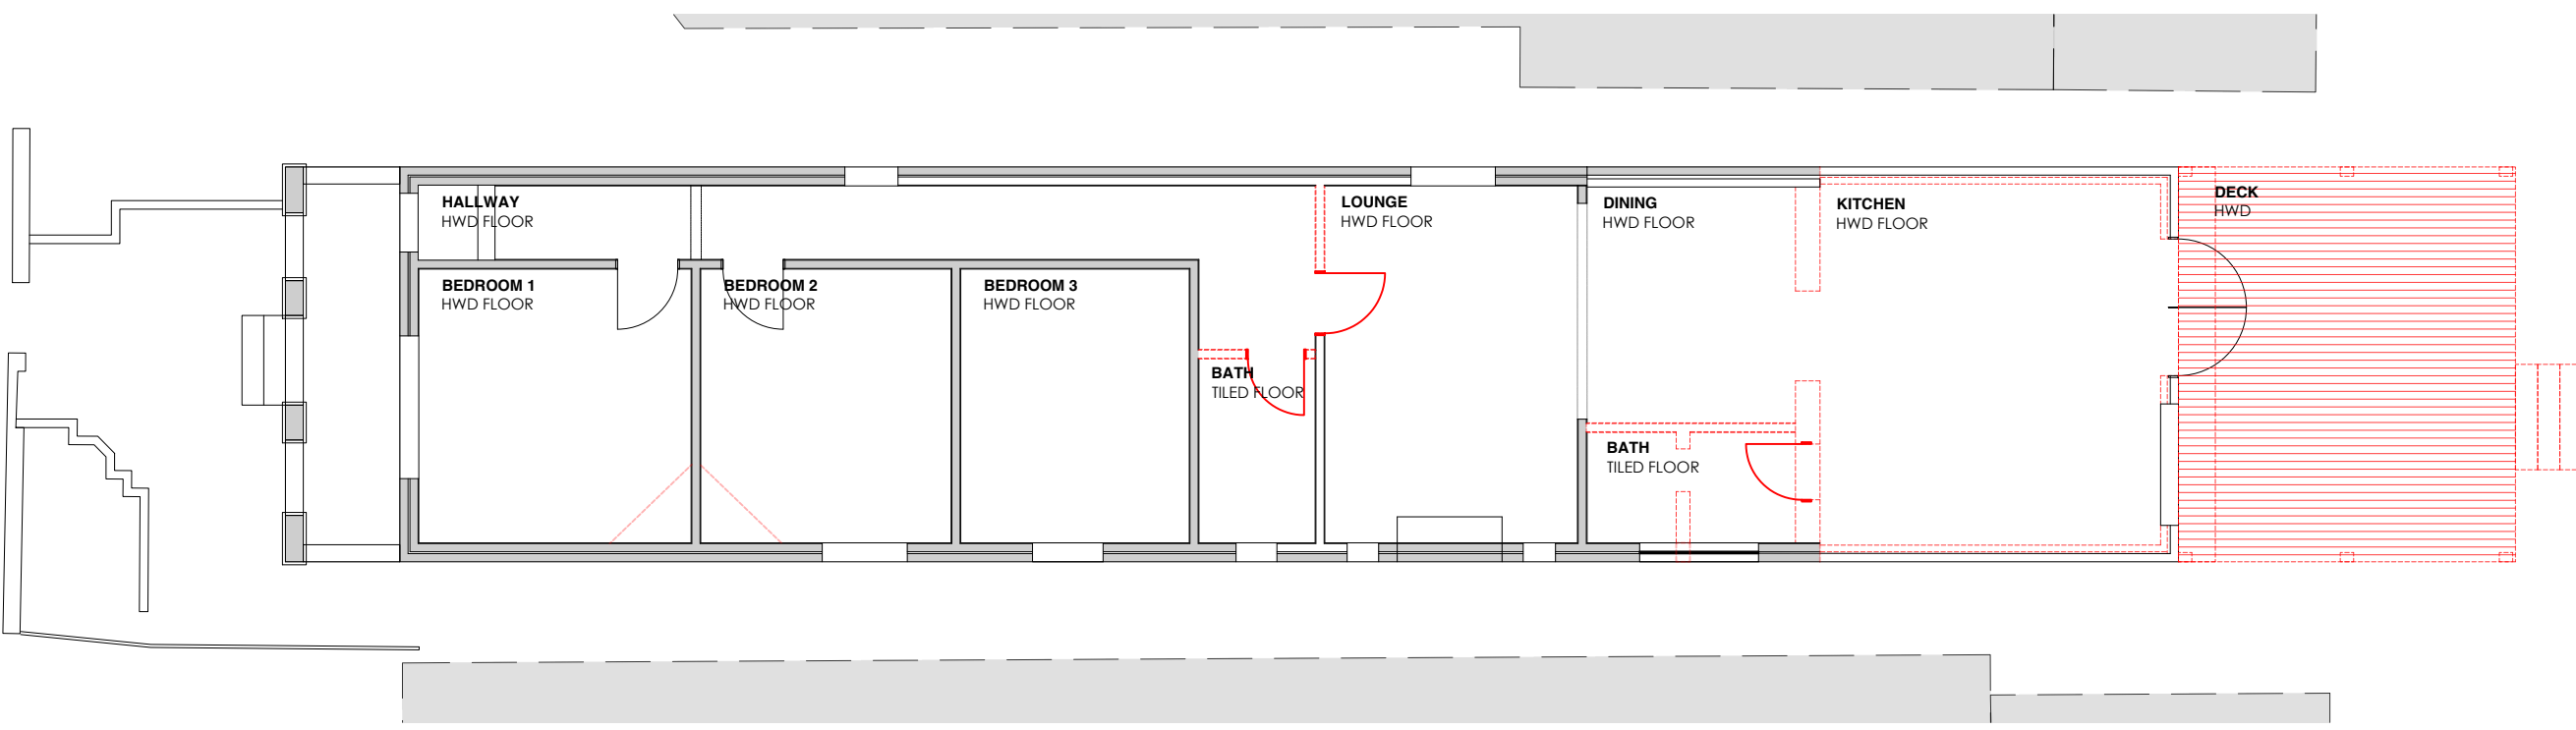 HALLWAY
HWD FLOOR
BEDROOM 1
HWD FLOOR
BEDROOM 2
HWD FLOOR
BEDROOM 3
HWD FLOOR
BATH
TILED FLOOR
LOUNGE
HWD FLOOR
DINING
HWD FLOOR
BATH
TILED FLOOR
KITCHEN
HWD FLOOR
DECK
HWD